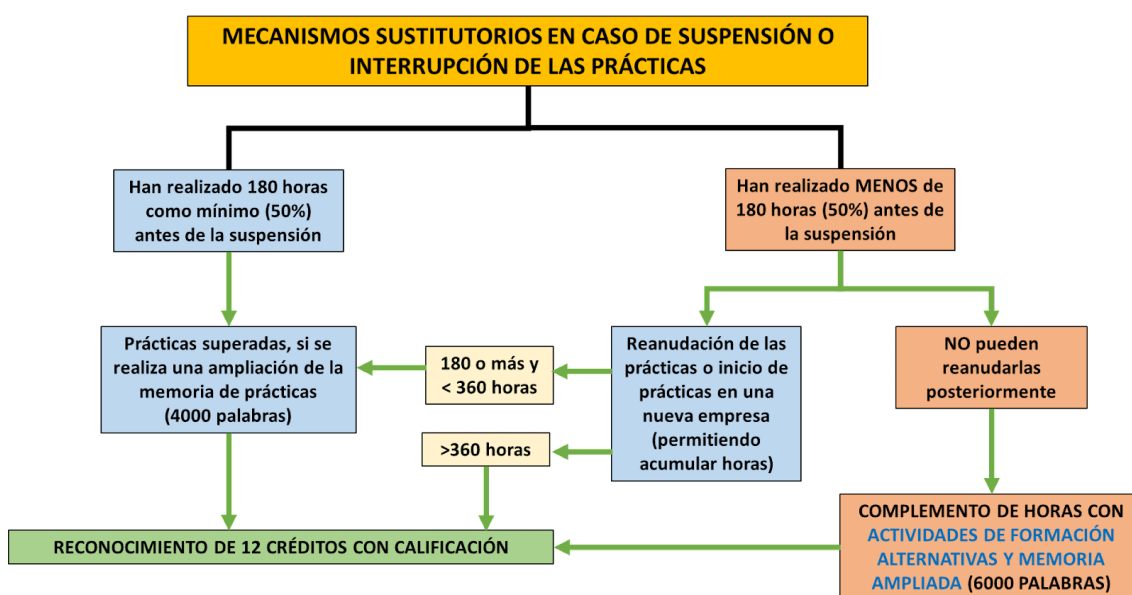 MECANISMOS SUSTITUTORIOS EN CASO DE SUSPENSIÓN O
INTERRUPCIÓN DE LAS PRÁCTICAS
Han realizado 180 horas
como mínimo (50%)
antes de la suspensión
Han realizado MENOS de
180 horas (50%) antes de
la suspensión
Prácticas superadas, si se
realiza una ampliación de la
memoria de prácticas
(4000 palabras)
180 o más y
< 360 horas
>360 horas
Reanudación de las
prácticas o inicio de
prácticas en una
nueva empresa
(permitiendo
acumular horas)
NO pueden
reanudarlas
posteriormente
RECONOCIMIENTO DE 12 CRÉDITOS CON CALIFICACIÓN
COMPLEMENTO DE HORAS CON
ACTIVIDADES DE FORMACIÓN
ALTERNATIVAS Y MEMORIA
AMPLIADA (6000 PALABRAS)